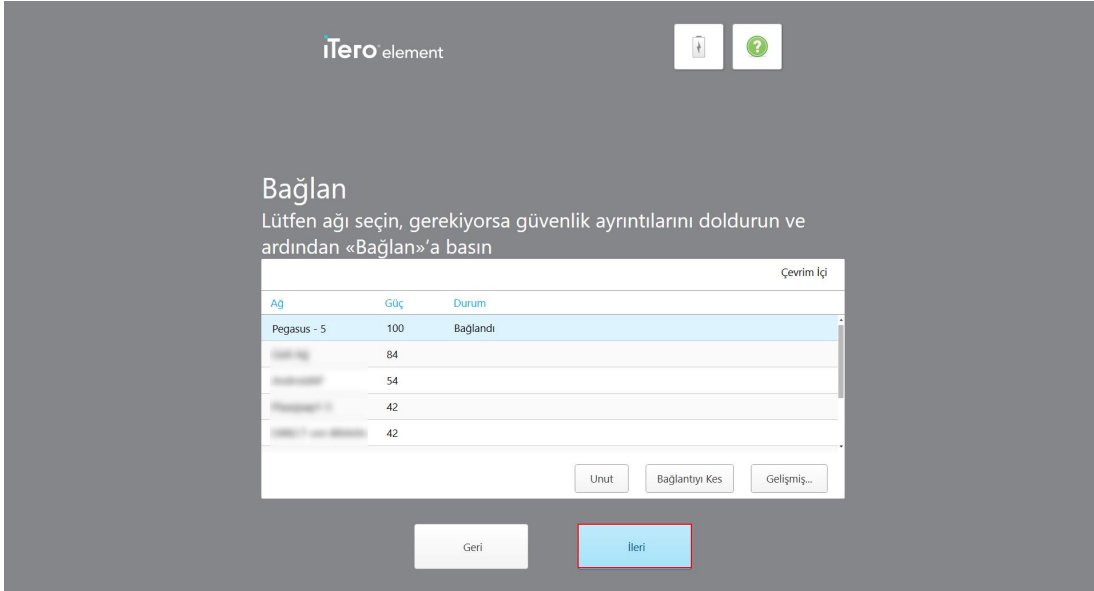 iTero element
Bağlan
Lütfen ağı seçin, gerekiyorsa güvenlik ayrıntılarını doldurun ve
ardından «Bağlan»’a basın
Çevrim İçi
Ağ Güç Durum
Pegasus - 5 100 Bağlandı
84
54
42
42
Unut Bağlantıyı Kes Gelişmiş...
Geri İleri